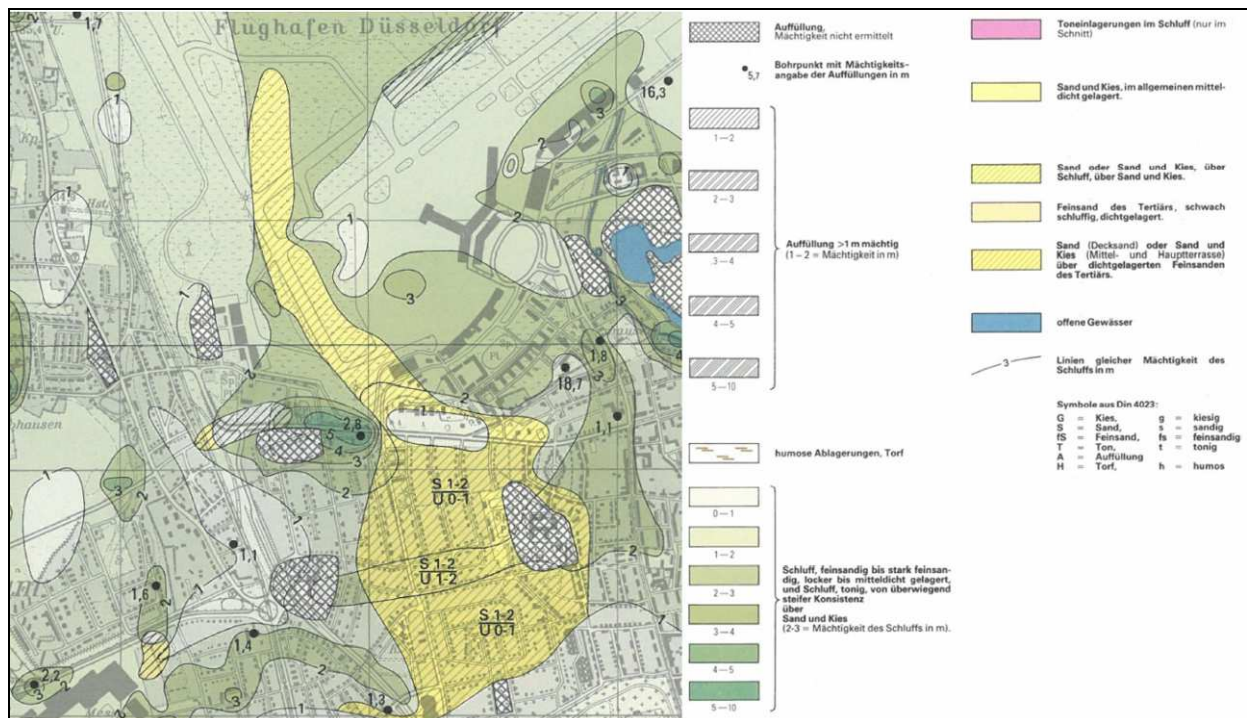 Flughafen Düsseldorf
1,7
16,3
1,8
18,7
2,8
1,1
S 1-2
U 0-1
S 1-2
U 1-2
S 1-2
U 0-1
1,1
1,6
1,4
2,2
1,3
Auffüllung,
Mächtigkeit nicht ermittelt
5,7
Bohrpunkt mit Mächtigkeits-
angabe der Auffüllungen in m
1—2
2—3
3—4
4—5
5—10
Auffüllung >1 m mächtig
(1–2 = Mächtigkeit in m)
humose Ablagerungen, Torf
0—1
1—2
2—3
3—4
4—5
5—10
Schluff, feinsandig bis stark feinsan-
dig, locker bis mitteldicht gelagert,
und Schluff, tonig, von überwiegend
steifer Konsistenz
über
Sand und Kies
(2-3 = Mächtigkeit des Schluffs in m).
Toneinlagerungen im Schluff (nur im
Schnitt)
Sand und Kies, im allgemeinen mittel-
dicht gelagert.
Sand oder Sand und Kies, über
Schluff, über Sand und Kies.
Feinsand des Tertiärs, schwach
schluffig, dichtgelagert.
Sand (Decksand) oder Sand und
Kies (Mittel- und Hauptterrasse)
über dichtgelagerten Feinsanden
des Tertiärs.
offene Gewässer
3
Linien gleicher Mächtigkeit des
Schluffs in m
Symbole aus Din 4023:
G = Kies, g = kiesig
S = Sand, s = sandig
fS = Feinsand, fs = feinsandig
T = Ton, t = tonig
A = Auffüllung
H = Torf, h = humos